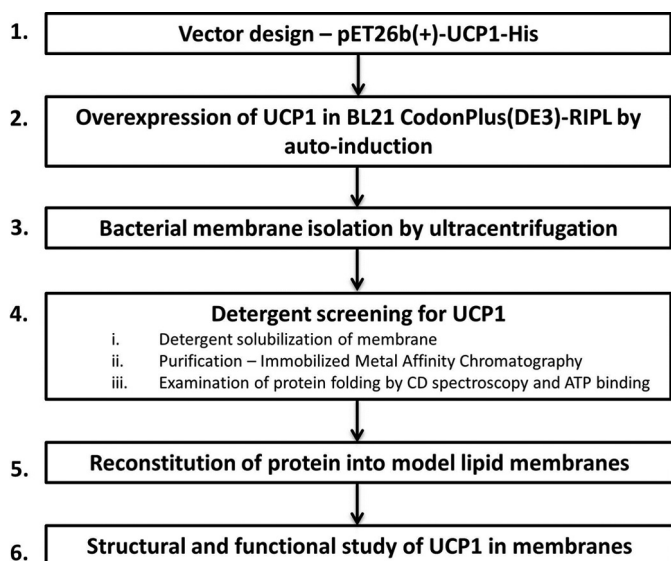 1. Vector design – pET26b(+)-UCP1-His
2. Overexpression of UCP1 in BL21 CodonPlus(DE3)-RIPL by
auto-induction
3. Bacterial membrane isolation by ultracentrifugation
4. Detergent screening for UCP1
i. Detergent solubilization of membrane
ii. Purification – Immobilized Metal Affinity Chromatography
iii. Examination of protein folding by CD spectroscopy and ATP binding
5. Reconstitution of protein into model lipid membranes
6. Structural and functional study of UCP1 in membranes